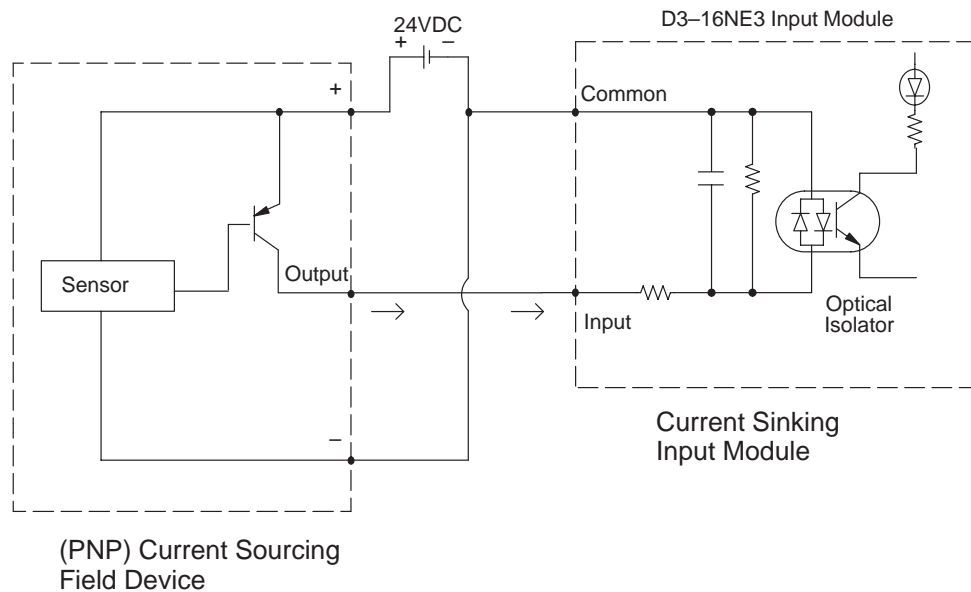 24VDC
+ –
D3–16NE3 Input Module
+
Common
Output
Sensor
Input
Optical
Isolator
–
Current Sinking
Input Module
(PNP) Current Sourcing
Field Device